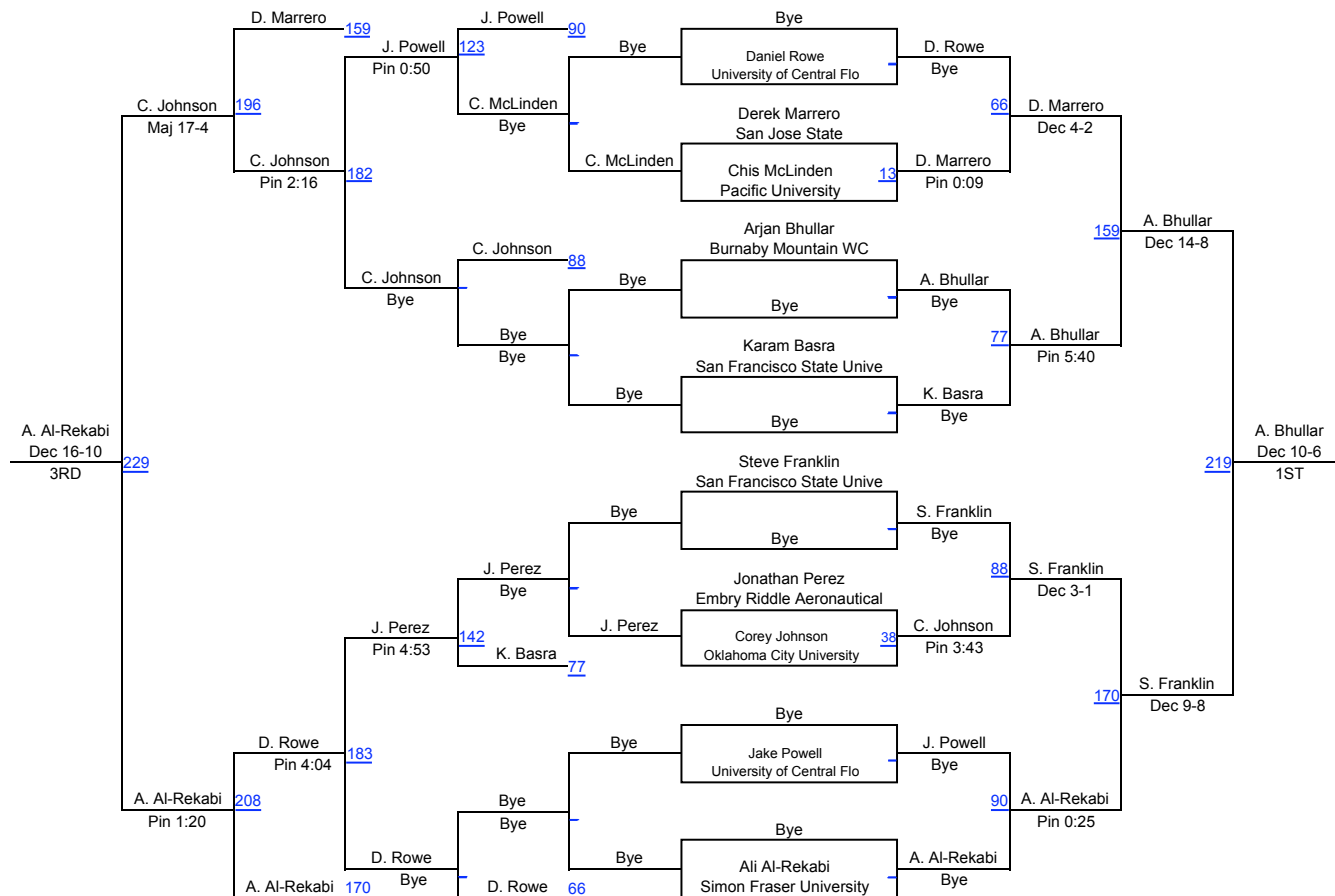 D. Marrero
159
J. Powell
90
Bye
J. Powell
123
Pin 0:50
Bye
Daniel Rowe
University of Central Flo
D. Rowe
Bye
C. Johnson
196
Maj 17-4
C. McLinden
Bye
Derek Marrero
San Jose State
66
D. Marrero
Dec 4-2
C. Johnson
182
Pin 2:16
C. McLinden
Chis McLinden
Pacific University
13
D. Marrero
Pin 0:09
Arjan Bhullar
Burnaby Mountain WC
159
A. Bhullar
Dec 14-8
C. Johnson
88
C. Johnson
Bye
Bye
Bye
A. Bhullar
Bye
Bye
Bye
Karam Basra
San Francisco State Unive
77
A. Bhullar
Pin 5:40
Bye
Bye
K. Basra
Bye
A. Al-Rekabi
Dec 16-10
3RD
229
Steve Franklin
San Francisco State Unive
219
A. Bhullar
Dec 10-6
1ST
Bye
Bye
S. Franklin
Bye
J. Perez
Bye
Jonathan Perez
Embry Riddle Aeronautical
88
S. Franklin
Dec 3-1
J. Perez
142
Pin 4:53
J. Perez
Corey Johnson
Oklahoma City University
38
C. Johnson
Pin 3:43
K. Basra
77
170
S. Franklin
Dec 9-8
Bye
D. Rowe
183
Pin 4:04
Bye
Jake Powell
University of Central Flo
J. Powell
Bye
A. Al-Rekabi
208
Pin 1:20
Bye
Bye
90
A. Al-Rekabi
Pin 0:25
Bye
D. Rowe
Bye
Bye
Ali Al-Rekabi
Simon Fraser University
A. Al-Rekabi
Bye
A. Al-Rekabi
170
D. Rowe
66